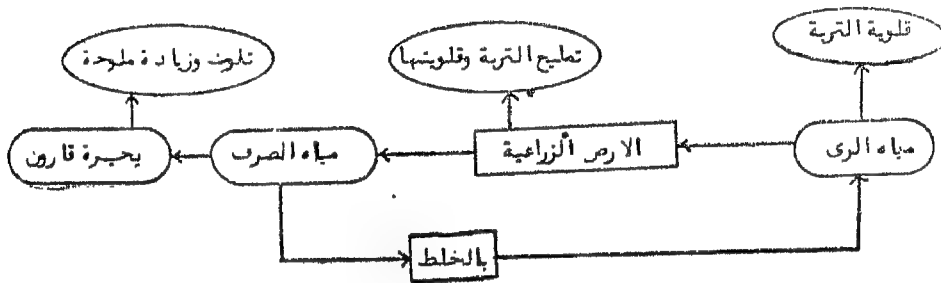 قلوية التربة
تمليح التربة وقلويتها
تلوث وزيادة ملوحة
مياه الرى
الارض الزراعية
مياه الصرف
بحيرة قارون
بالخلط